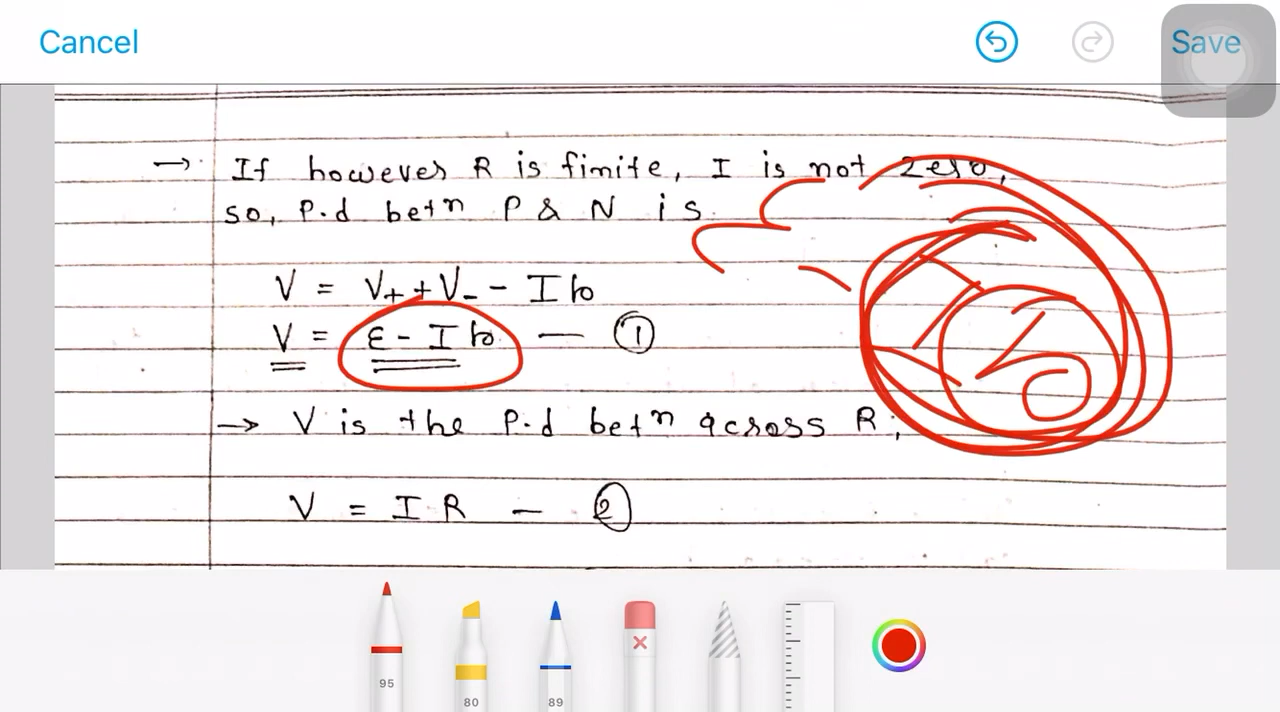 Cancel
Save
→ If however R is finite, I is not zero,
so, P.d betn P & N is
V = V+ + V- - I r0
V = ε - I r0 — ①
→ V is the P.d betn across R;
V = I R — ②
95
80
89